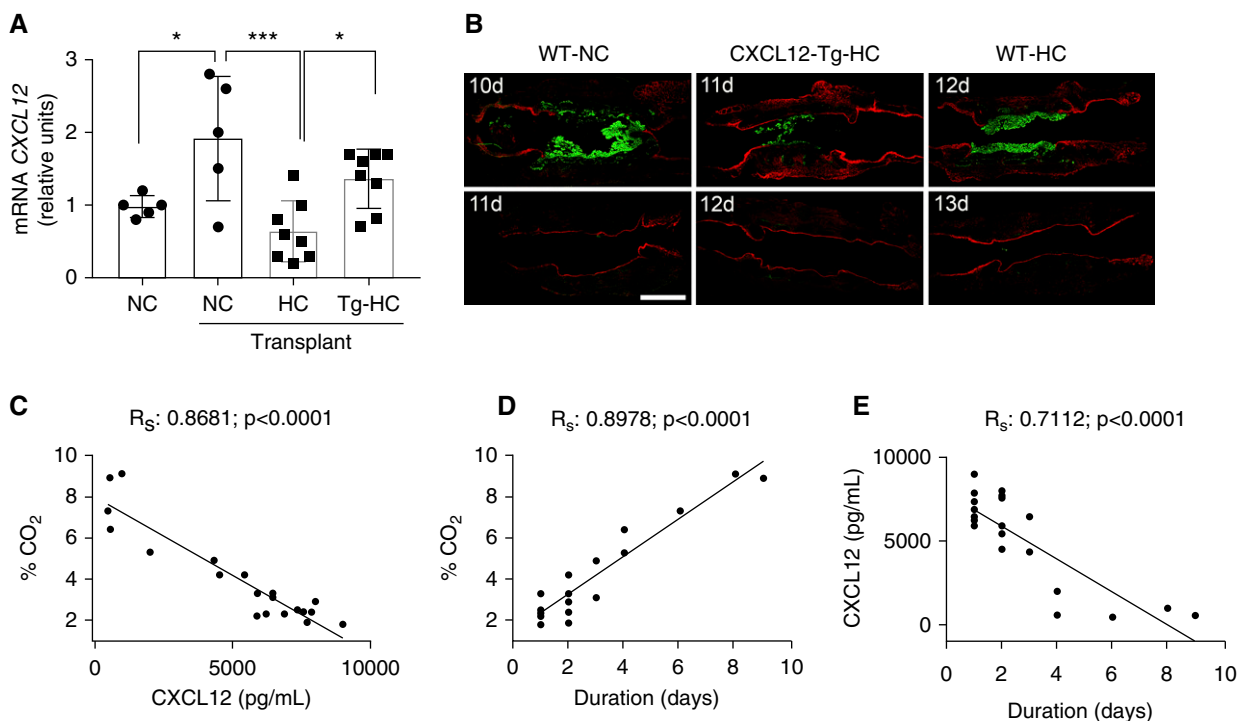 A
* *** *
mRNA CXCL12
(relative units)
3
2
1
0
NC NC HC Tg-HC
Transplant
B
WT-NC CXCL12-Tg-HC WT-HC
10d 11d 12d
11d 12d 13d
C
Rs: 0.8681; p<0.0001
% CO2
10
8
6
4
2
0 5000 10000
CXCL12 (pg/mL)
D
Rs: 0.8978; p<0.0001
% CO2
10
8
6
4
2
0 2 4 6 8 10
Duration (days)
E
Rs: 0.7112; p<0.0001
CXCL12 (pg/mL)
10000
5000
0
0 2 4 6 8 10
Duration (days)